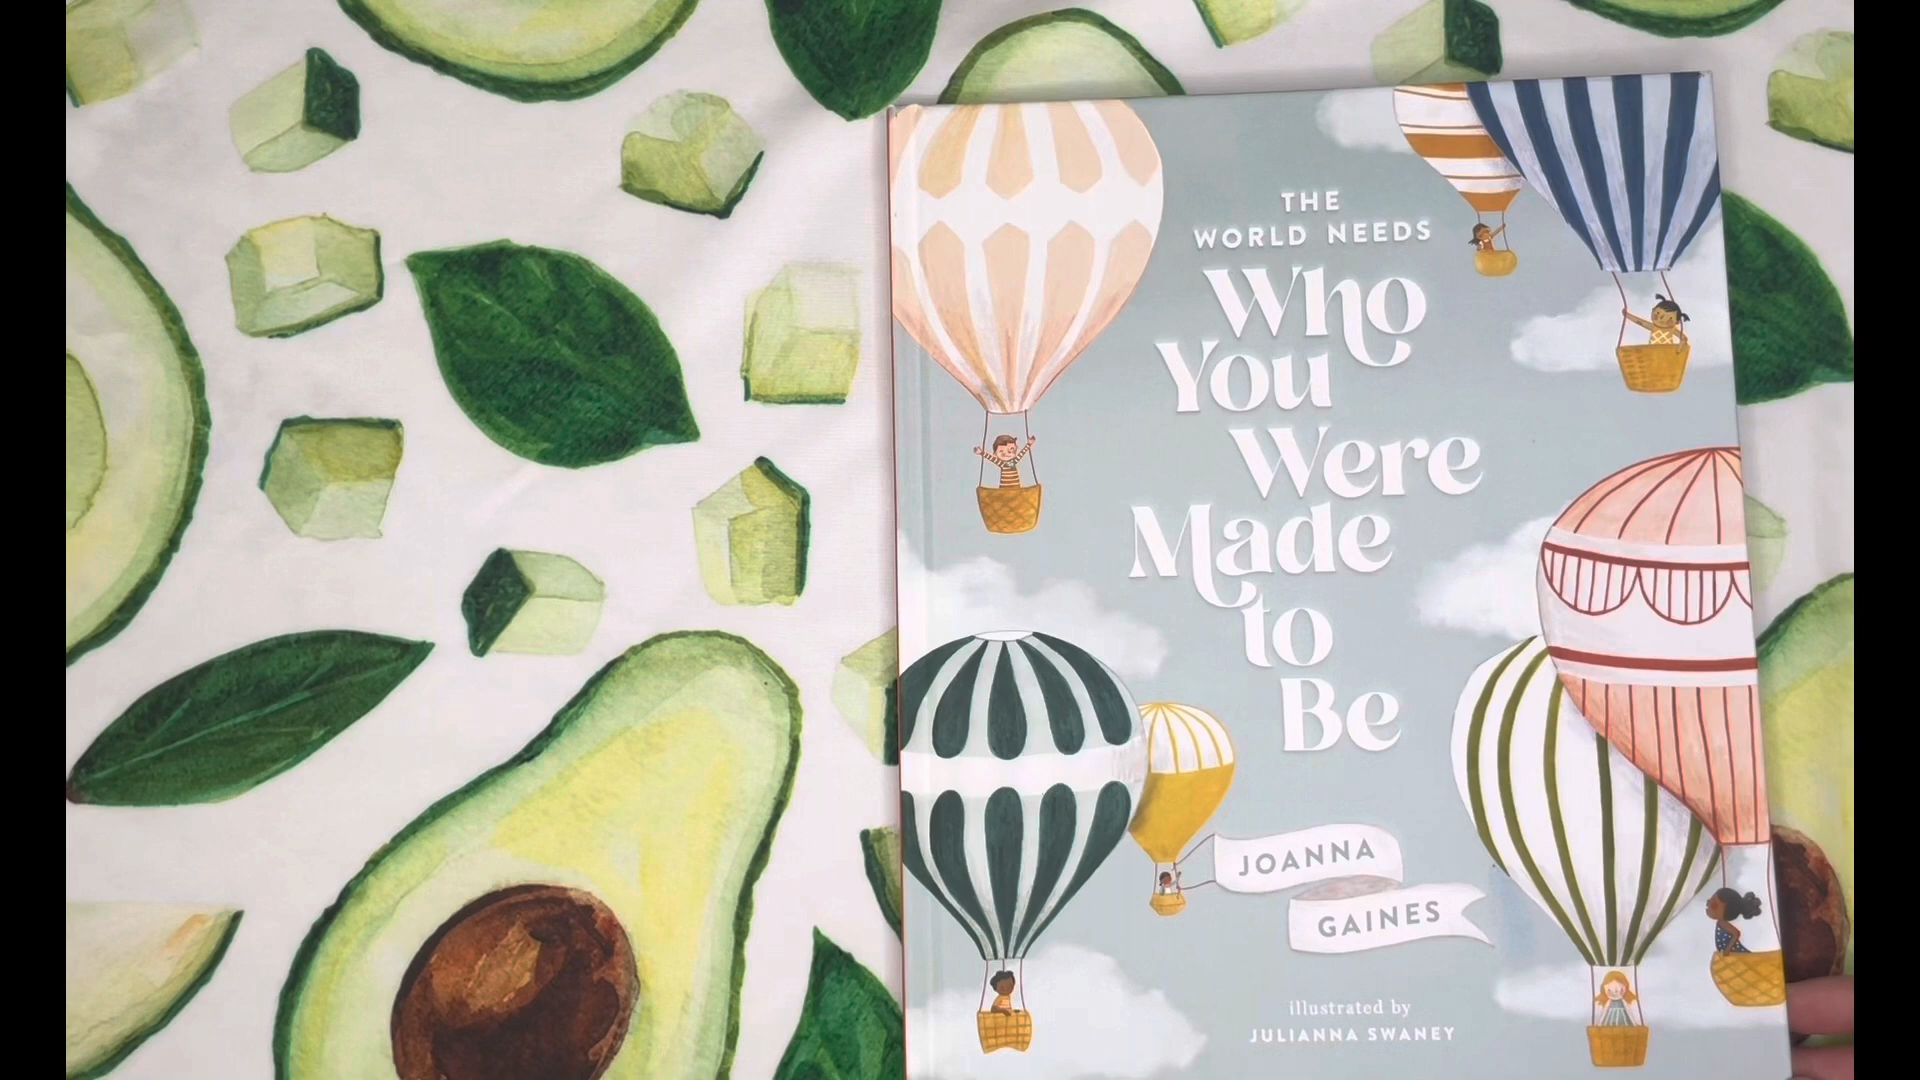 THE
WORLD NEEDS
Who
You
Were
Made
to
Be
JOANNA
GAINES
illustrated by
JULIANNA SWANEY